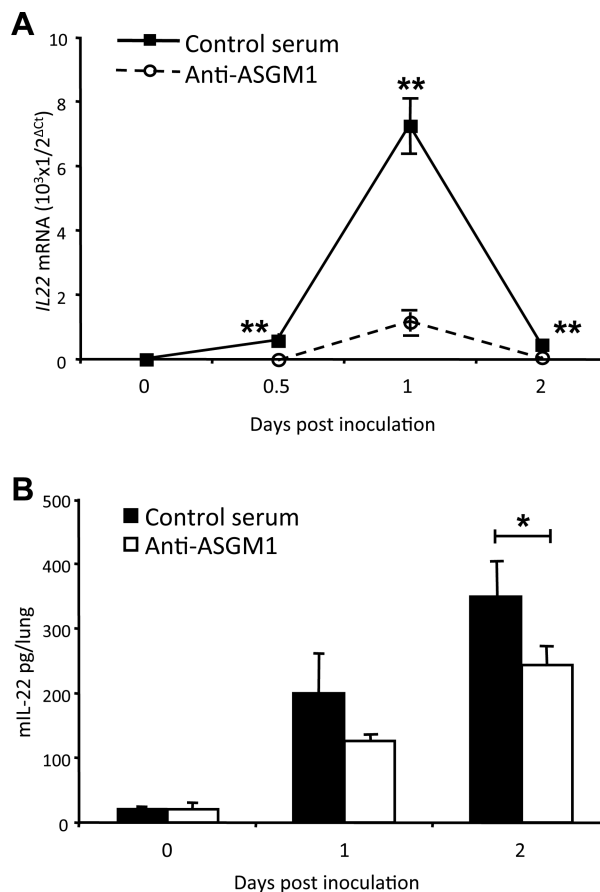 A
10
8
6
4
2
0
IL22 mRNA (10³x1/2^ΔCt)
Control serum
Anti-ASGM1
**
**
**
0 0.5 1 2
Days post inoculation
B
500
400
300
200
100
0
mIL-22 pg/lung
Control serum
Anti-ASGM1
*
0 1 2
Days post inoculation